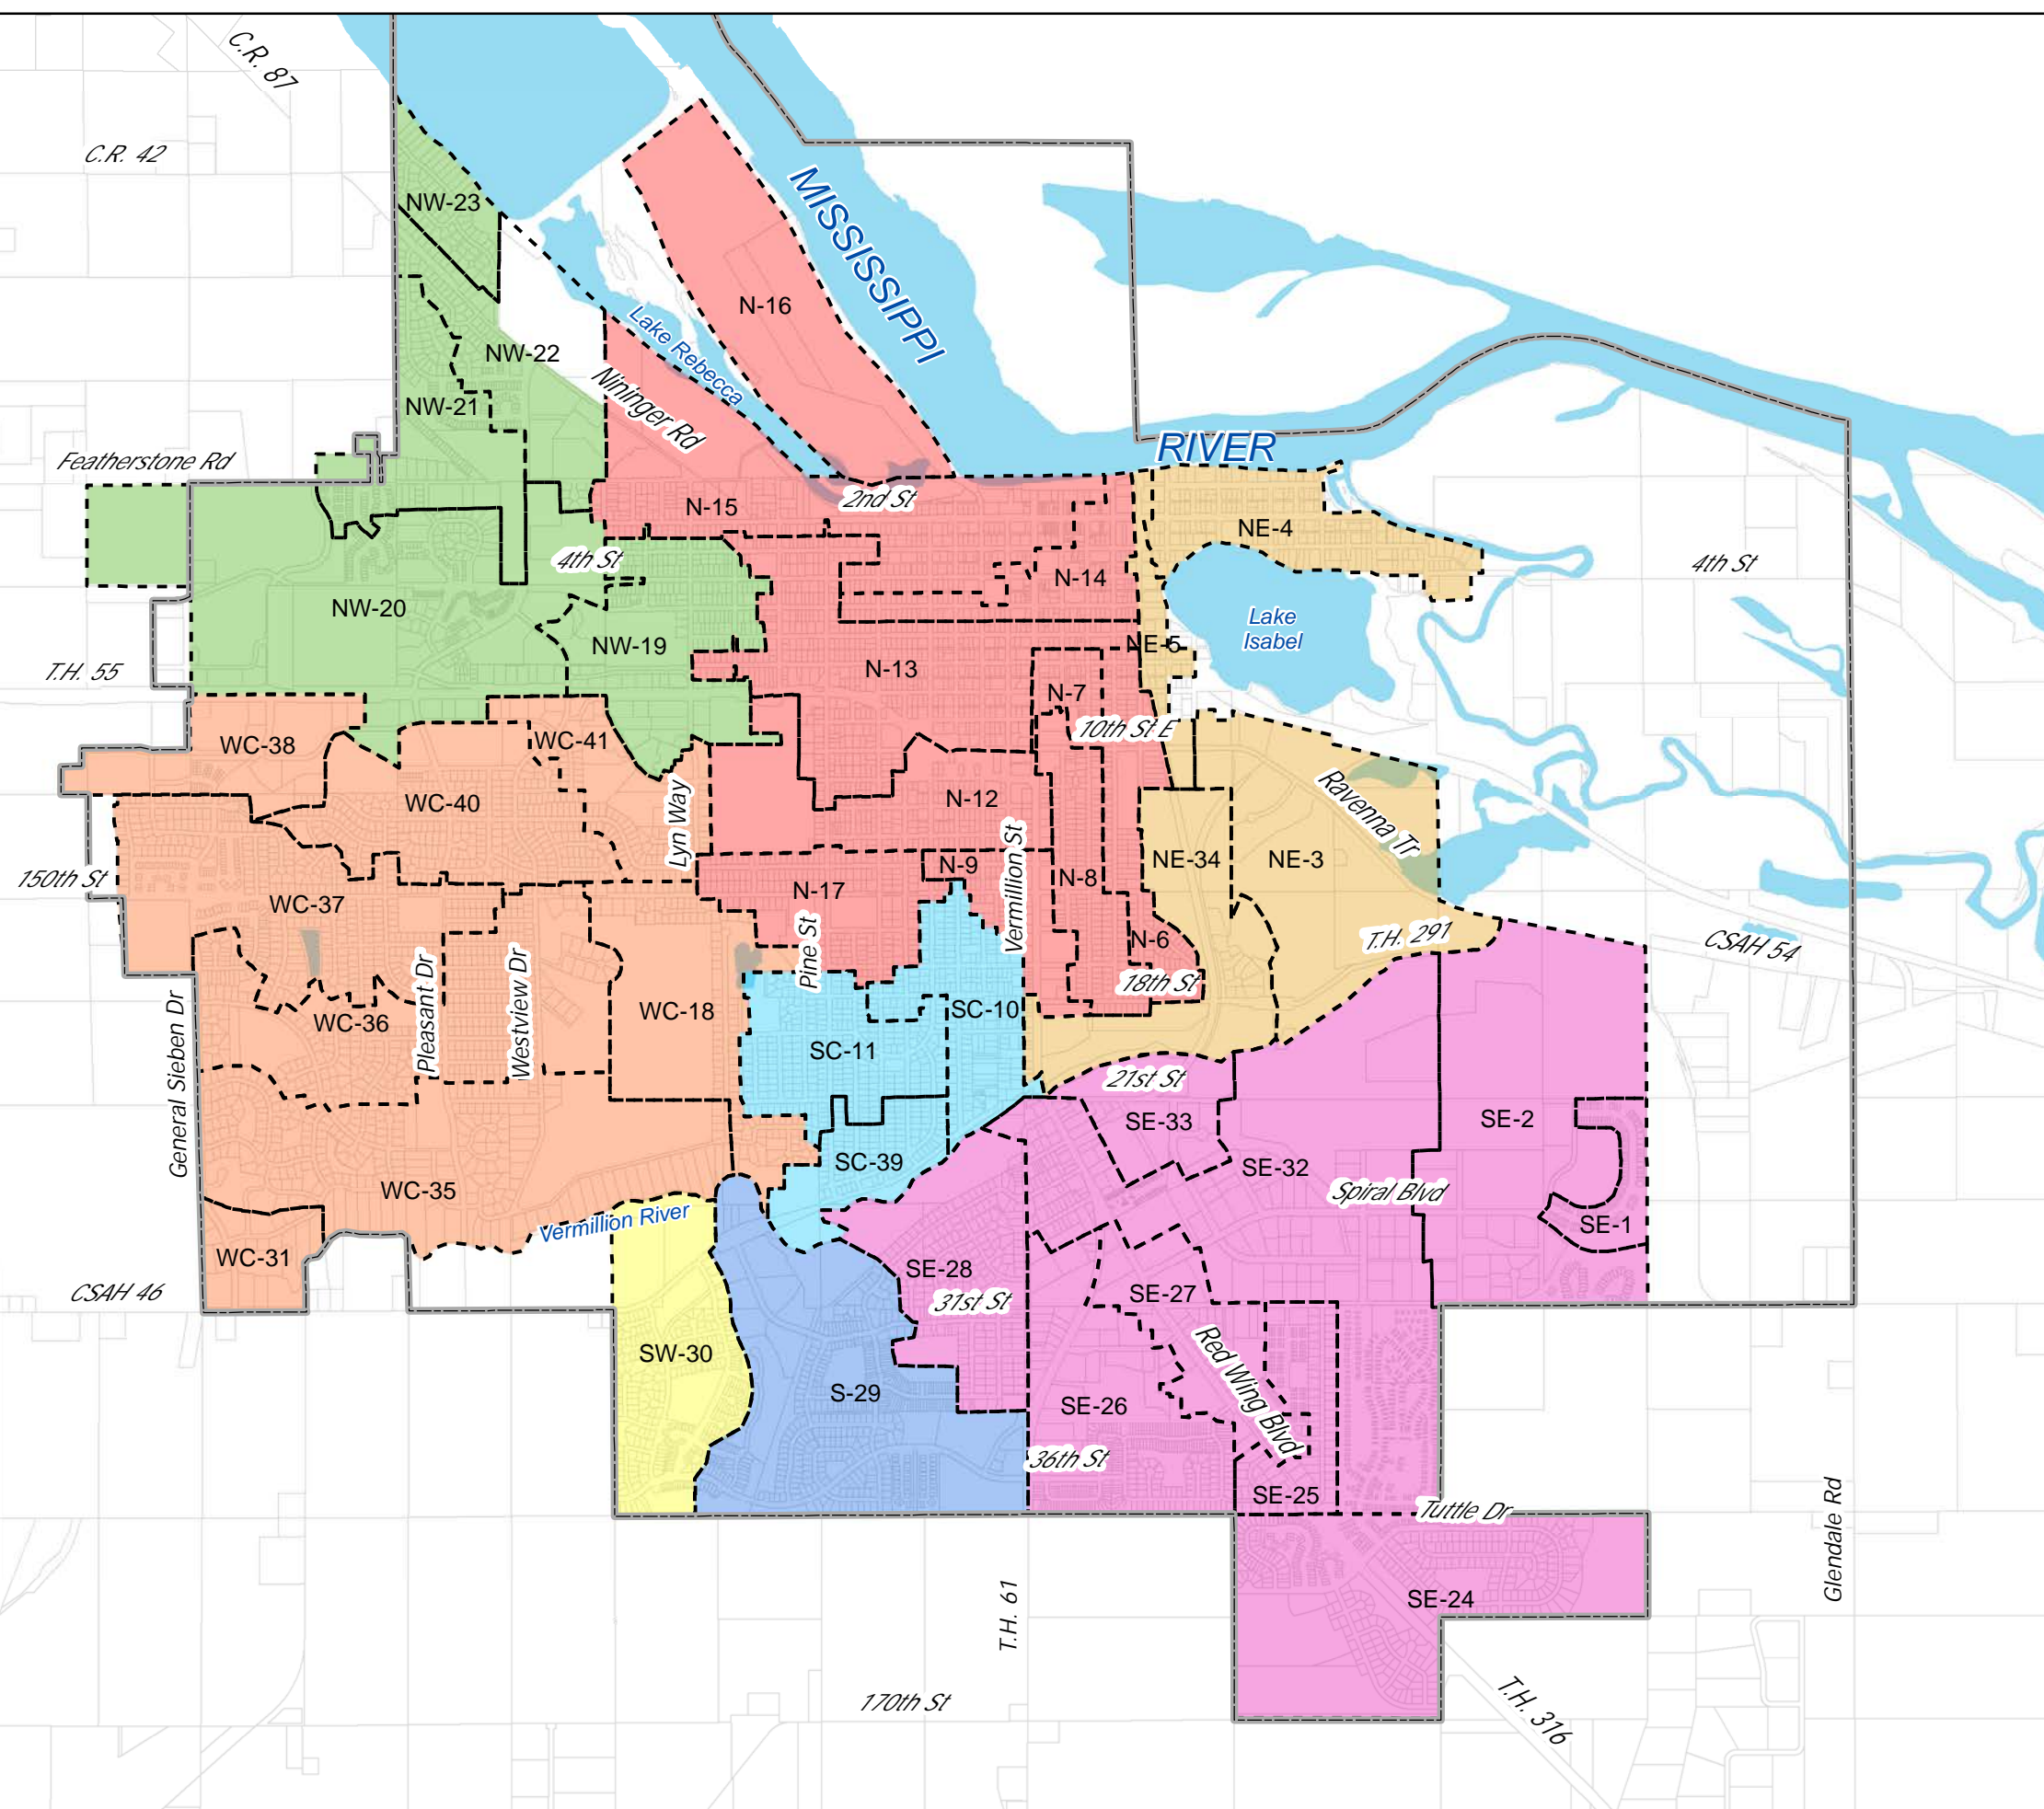 C.R. 87
C.R. 42
NW-23
MISSISSIPPI
N-16
Lake Rebecca
NW-22
Nininger Rd
NW-21
RIVER
Featherstone Rd
2nd St
N-15
NE-4
4th St
4th St
N-14
NW-20
Lake
Isabel
NW-19
NE-5
T.H. 55
N-13
N-7
10th St E
WC-38
WC-41
WC-40
Lyn Way
N-12
Ravenna Tr
Vermillion St
NE-34
NE-3
N-9
150th St
N-17
N-8
WC-37
Pine St
N-6
T.H. 291
CSAH 54
18th St
Pleasant Dr
Westview Dr
WC-18
SC-10
WC-36
General Sieben Dr
SC-11
21st St
SE-33
SE-2
SC-39
SE-32
WC-35
Spiral Blvd
Vermillion River
SE-1
WC-31
SE-28
CSAH 46
31st St
SE-27
SW-30
Red Wing Blvd
S-29
SE-26
36th St
SE-25
Tuttle Dr
Glendale Rd
SE-24
T.H. 61
170th St
T.H. 316